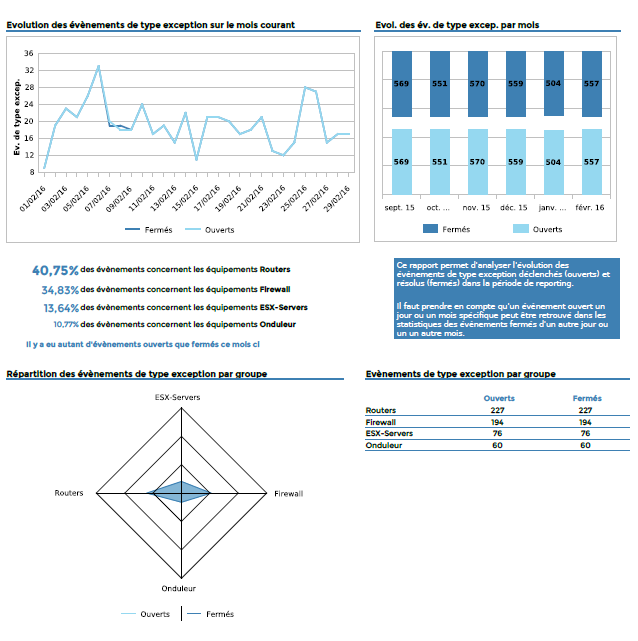 Evolution des évènements de type exception sur le mois courant
Evol. des év. de type excep. par mois
Ev. de type excep.
36
32
28
24
20
16
12
8
01/02/16
03/02/16
05/02/16
07/02/16
09/02/16
11/02/16
13/02/16
15/02/16
17/02/16
19/02/16
21/02/16
23/02/16
25/02/16
27/02/16
29/02/16
Fermés Ouverts
569 551 570 559 504 557
569 551 570 559 504 557
sept. 15 oct. ... nov. 15 déc. 15 janv. ... févr. 16
Fermés Ouverts
40,75% des évènements concernent les équipements Routers
34,83% des évènements concernent les équipements Firewall
13,64% des évènements concernent les équipements ESX-Servers
10,77% des évènements concernent les équipements Onduleur
Il y a eu autant d'évènements ouverts que fermés ce mois ci
Ce rapport permet d'analyser l'évolution des
évènements de type exception déclenchés (ouverts) et
résolus (fermés) dans la période de reporting.
Il faut prendre en compte qu'un événement ouvert un
jour ou un mois spécifique peut être retrouvé dans les
statistiques des événements fermés d'un autre jour ou
un un autre mois.
Répartition des évènements de type exception par groupe
ESX-Servers
Routers
Firewall
Onduleur
Ouverts Fermés
Evènements de type exception par groupe
Ouverts Fermés
Routers 227 227
Firewall 194 194
ESX-Servers 76 76
Onduleur 60 60